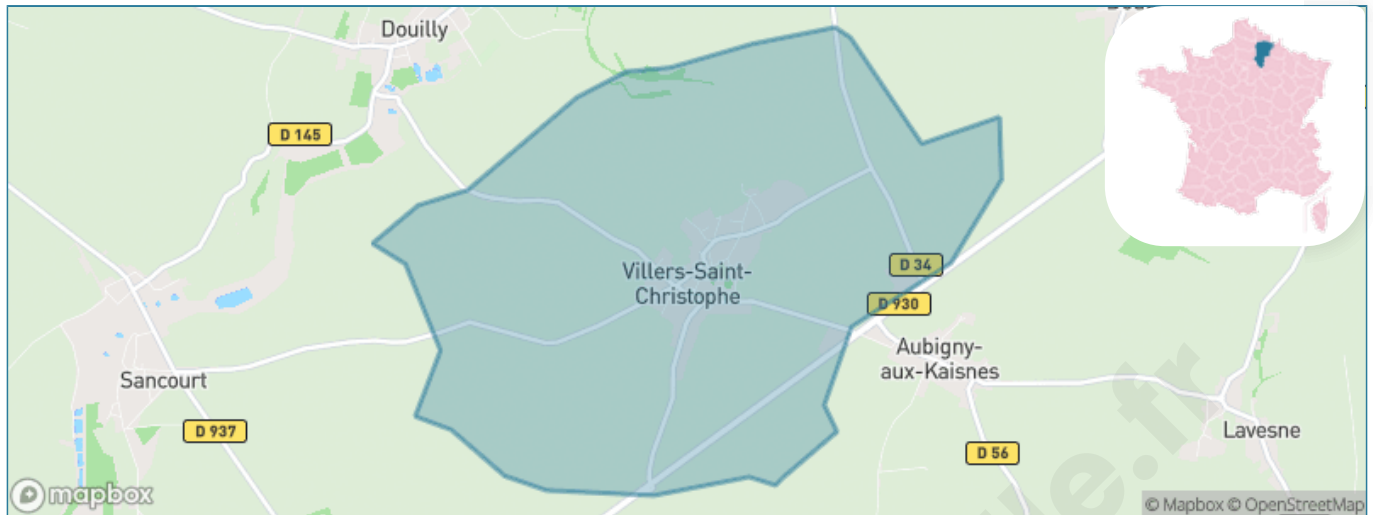 Douilly
D 145
Villers-Saint-
Christophe
D 34
D 930
Aubigny-
aux-Kaisnes
Sancourt
D 937
D 56
Lavesne
mapbox
© Mapbox © OpenStreetMap